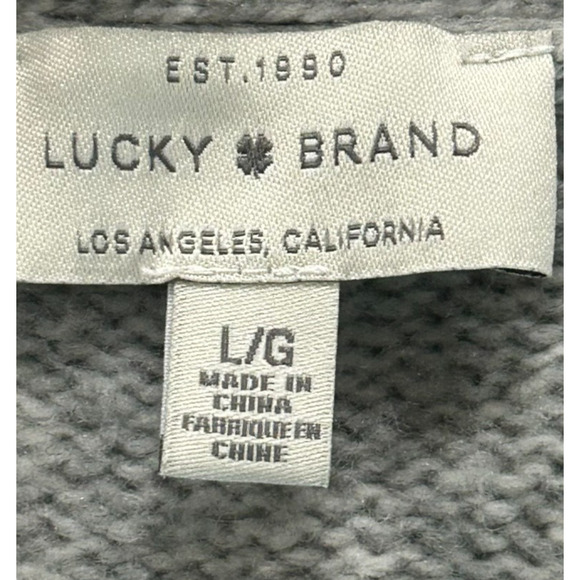 EST.1990
LUCKY BRAND
LOS ANGELES, CALIFORNIA
L/G
MADE IN
CHINA
FABRIQUE EN
CHINE